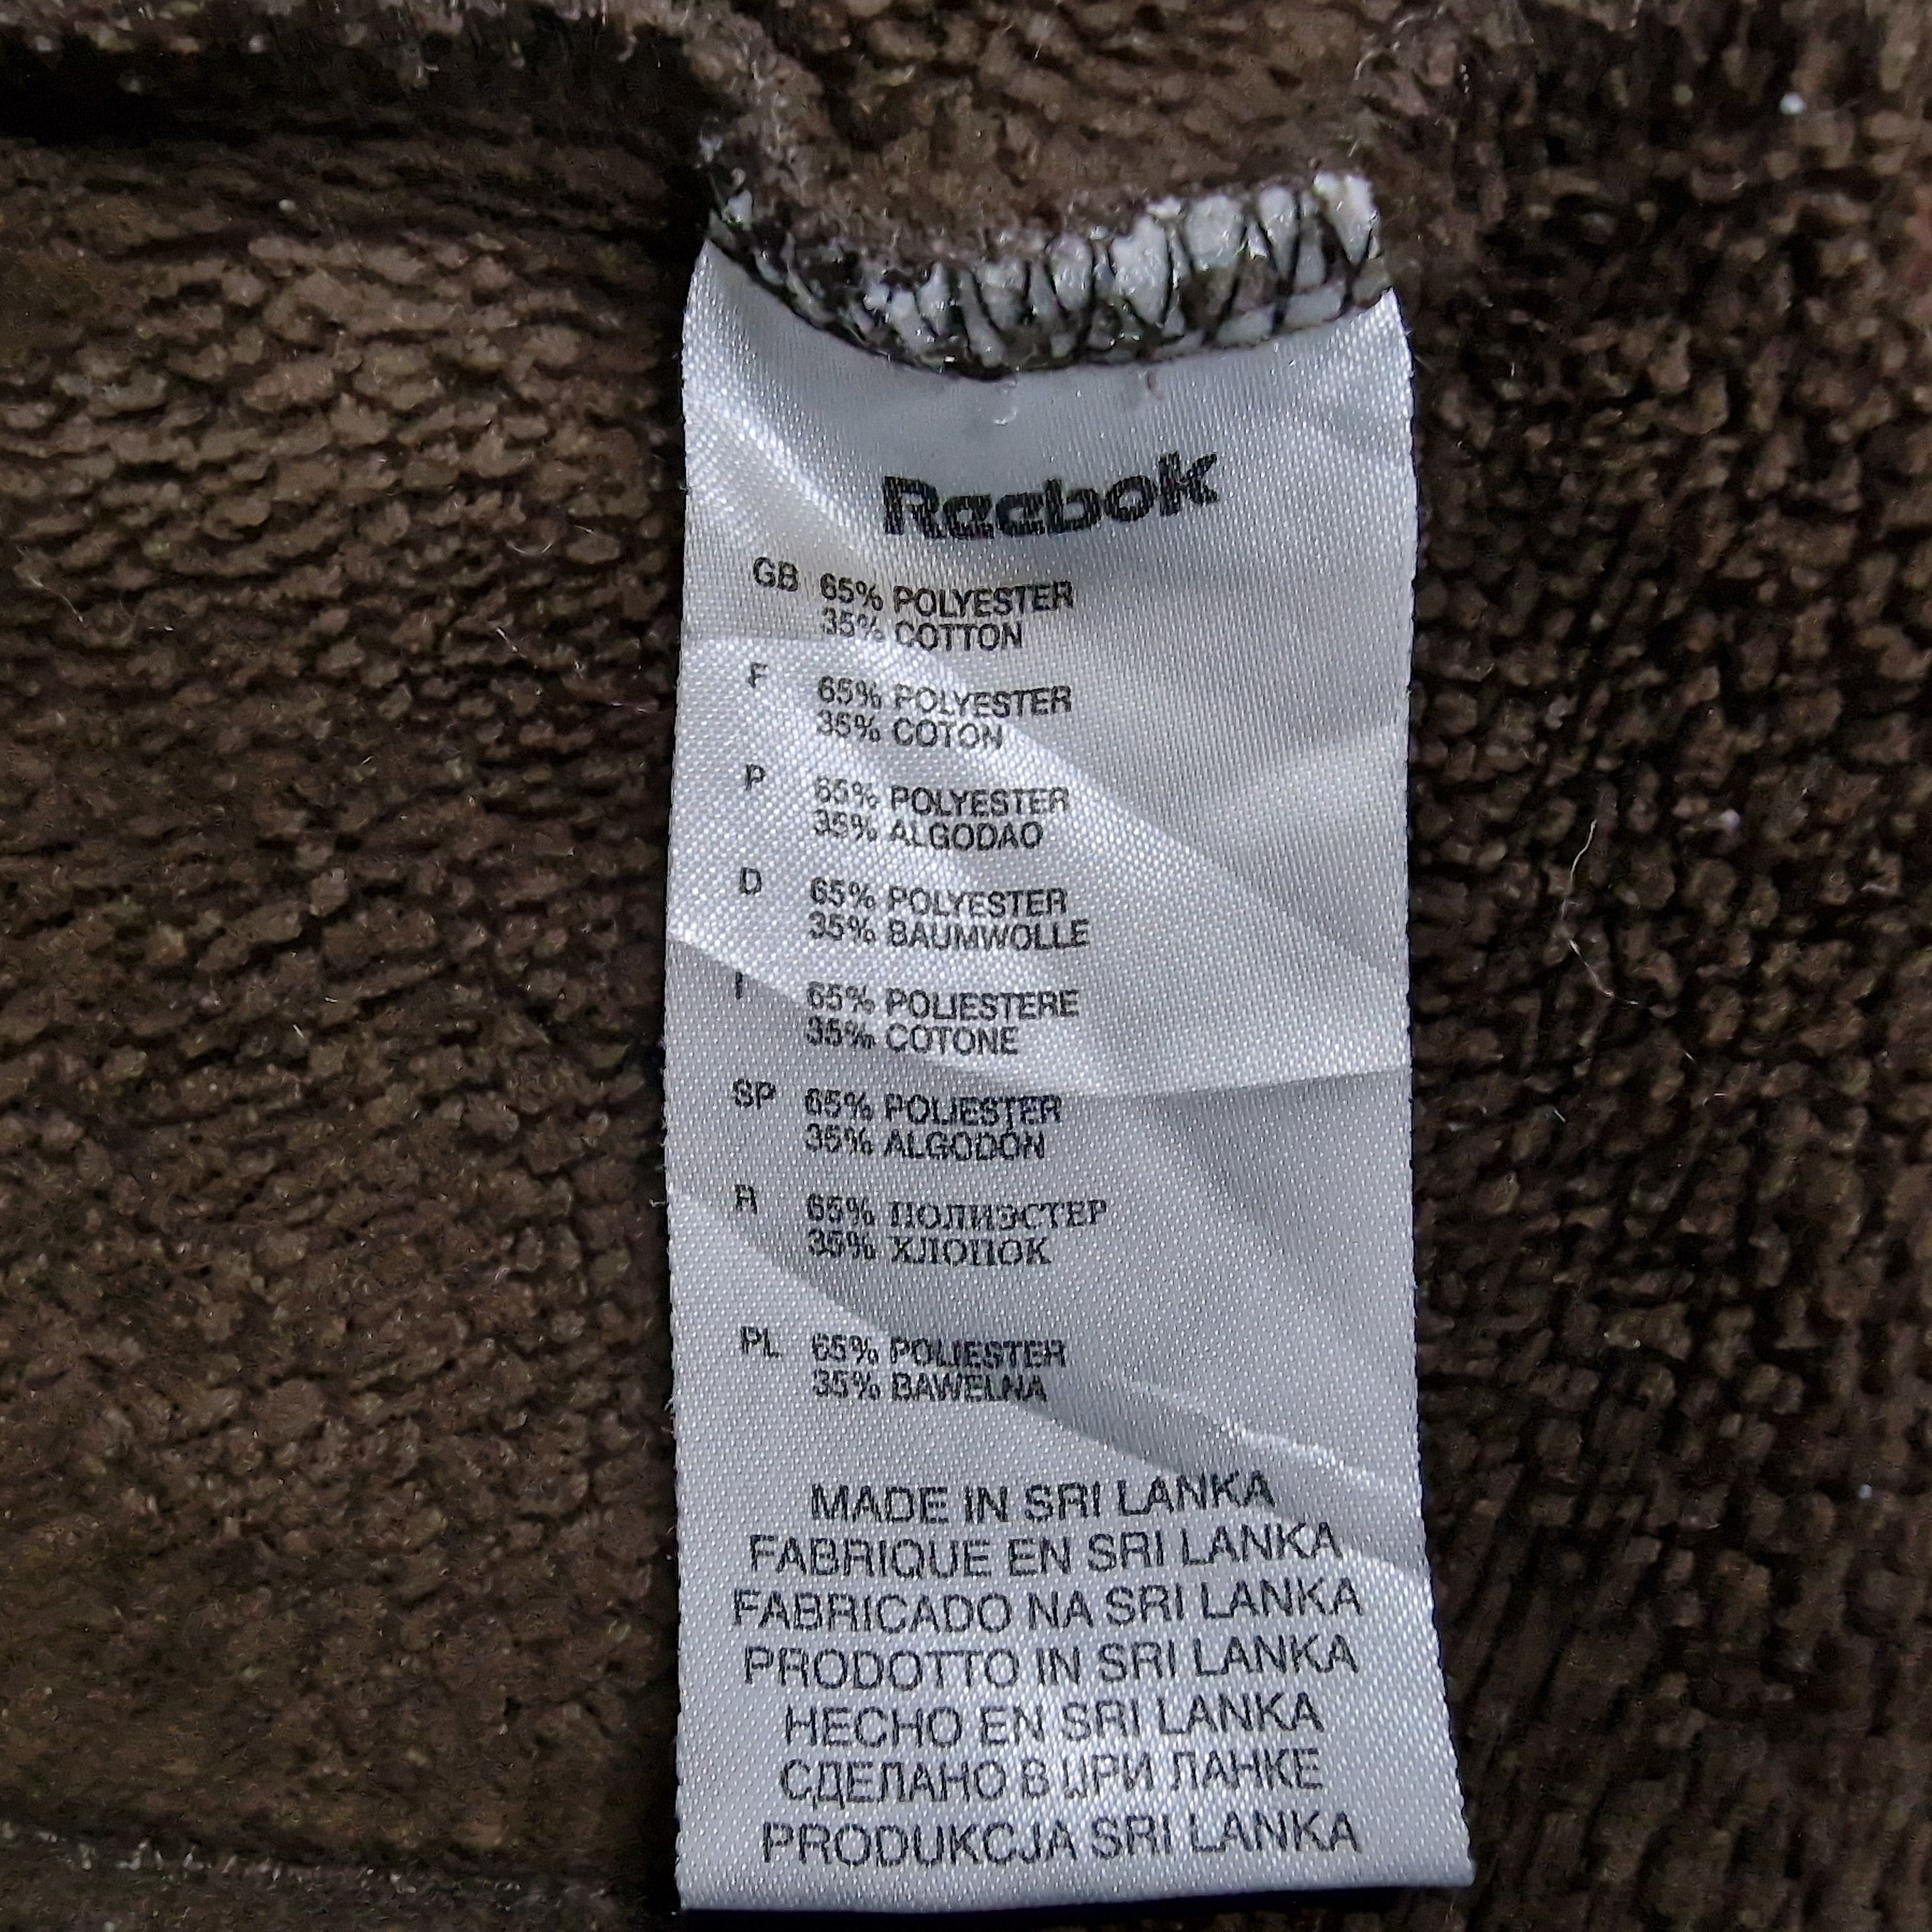 Reebok
GB 65% POLYESTER
35% COTTON
F 65% POLYESTER
35% COTON
P 65% POLYESTER
35% ALGODAO
D 65% POLYESTER
35% BAUMWOLLE
I 65% POLIESTERE
35% COTONE
SP 65% POLIESTER
35% ALGODÓN
R 65% ПОЛИЭСТЕР
35% ХЛОПОК
PL 65% POLIESTER
35% BAWELNA
MADE IN SRI LANKA
FABRIQUE EN SRI LANKA
FABRICADO NA SRI LANKA
PRODOTTO IN SRI LANKA
HECHO EN SRI LANKA
СДЕЛАНО В ЏРИ ЛАНКЕ
PRODUKCJA SRI LANKA